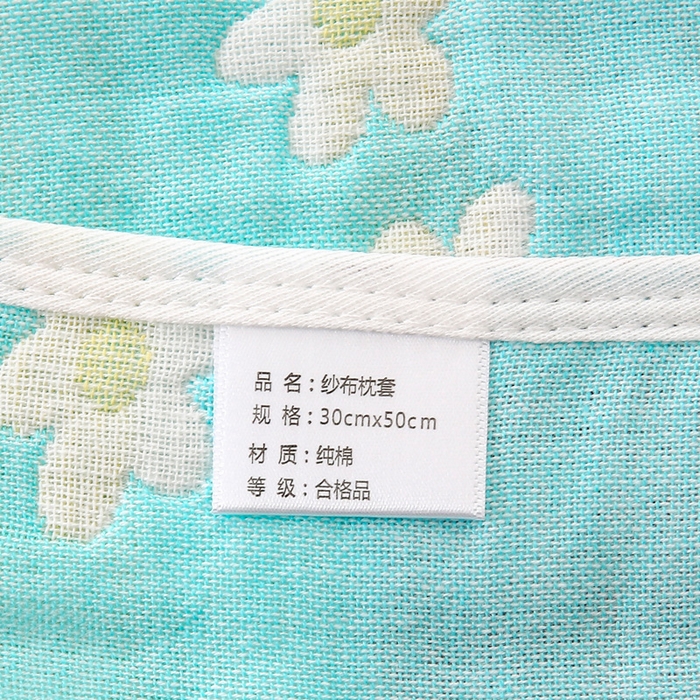 品 名：纱布枕套
规 格：30cmx50cm
材 质：纯棉
等 级：合格品